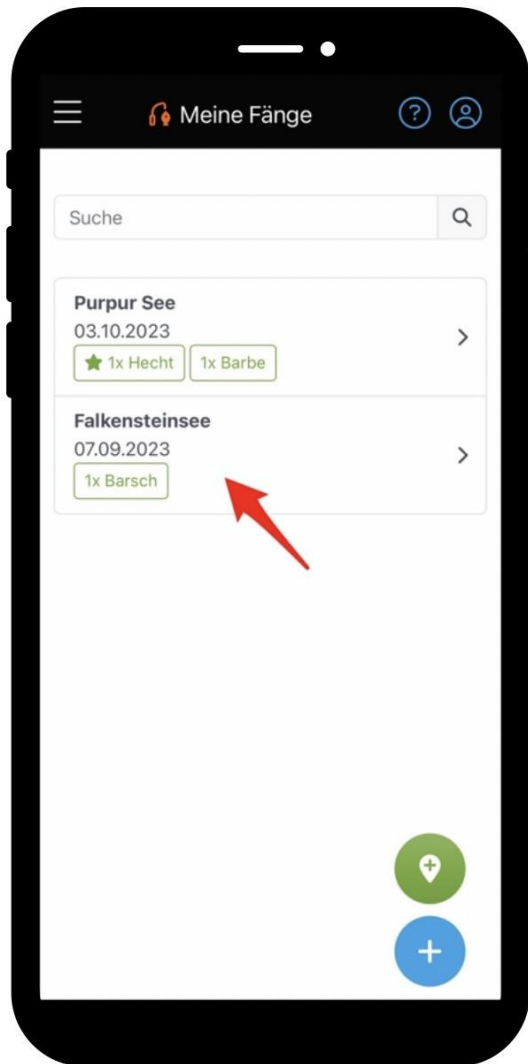 Meine Fänge
Suche
Purpur See
03.10.2023
1x Hecht 1x Barbe
Falkensteinsee
07.09.2023
1x Barsch